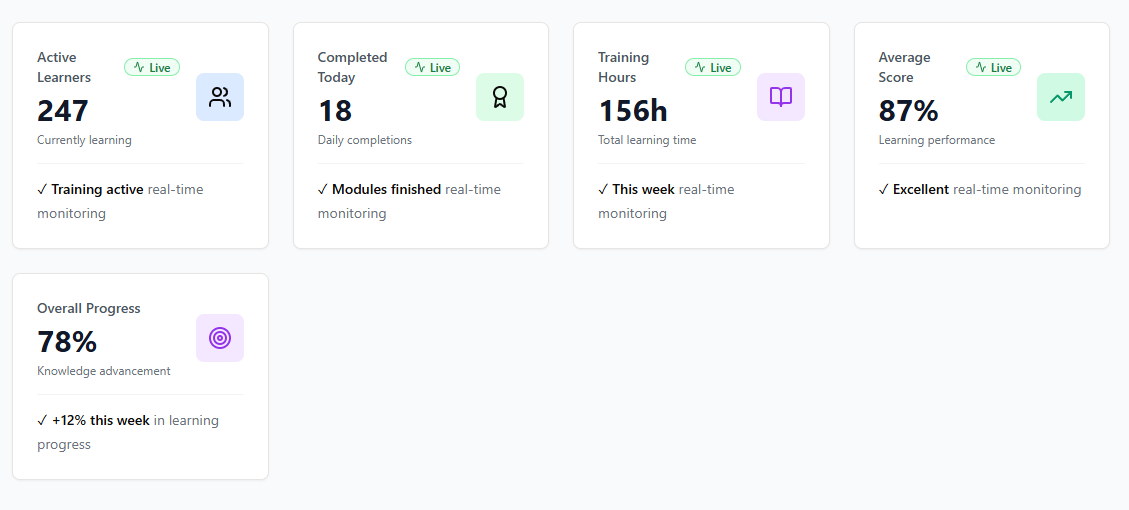 Active
Learners
Live
247
Currently learning
✓ Training active real-time
monitoring
Completed
Today
Live
18
Daily completions
✓ Modules finished real-time
monitoring
Training
Hours
Live
156h
Total learning time
✓ This week real-time
monitoring
Average
Score
Live
87%
Learning performance
✓ Excellent real-time monitoring
Overall Progress
78%
Knowledge advancement
✓ +12% this week in learning
progress